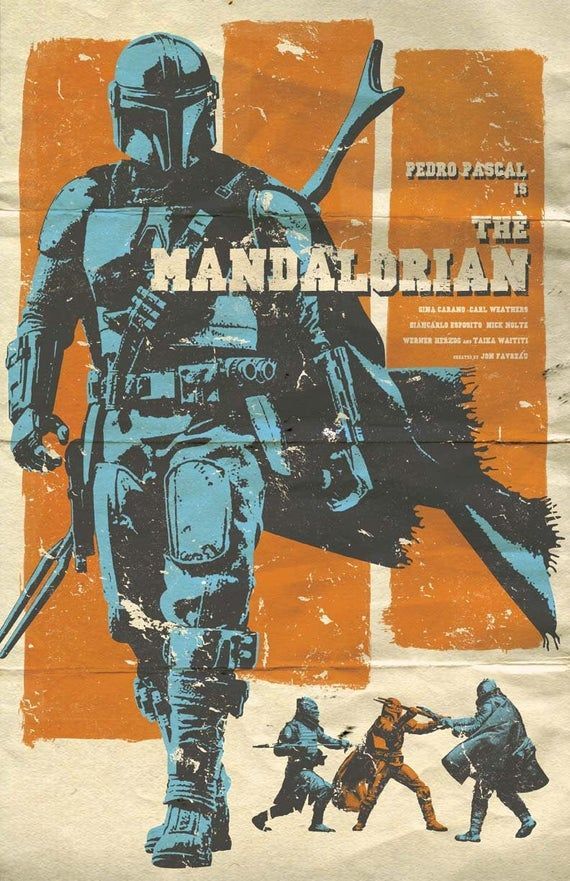 PEDRO PASCAL
IS
THE
MANDALORIAN
GINA CARANO CARL WEATHERS
GIANCARLO ESPOSITO NICK NOLTE
WERNER HERZOG AND TAIKA WAITITI
CREATED BY JON FAVREAU